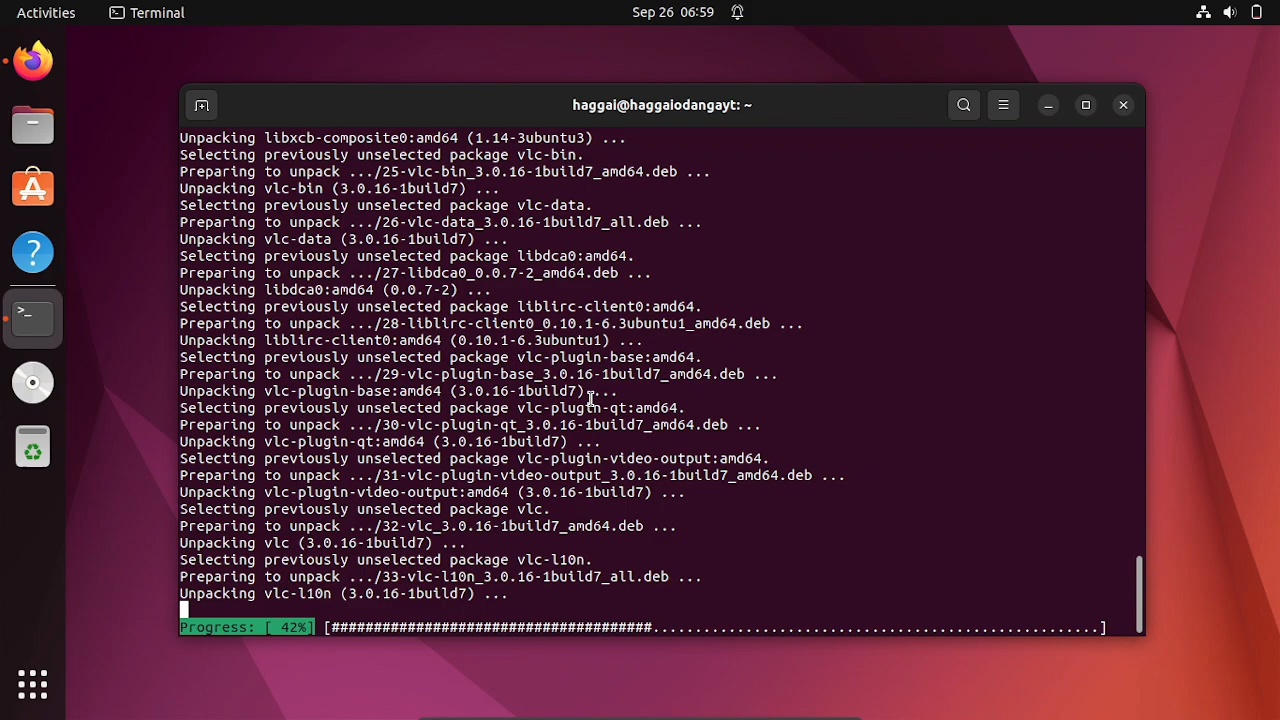 Activities
Terminal
Sep 26 06:59
haggai@haggaiodangayt: ~
Unpacking libxcb-composite0:amd64 (1.14-3ubuntu3) ...
Selecting previously unselected package vlc-bin.
Preparing to unpack .../25-vlc-bin_3.0.16-1build7_amd64.deb ...
Unpacking vlc-bin (3.0.16-1build7) ...
Selecting previously unselected package vlc-data.
Preparing to unpack .../26-vlc-data_3.0.16-1build7_all.deb ...
Unpacking vlc-data (3.0.16-1build7) ...
Selecting previously unselected package libdca0:amd64.
Preparing to unpack .../27-libdca0_0.0.7-2_amd64.deb ...
Unpacking libdca0:amd64 (0.0.7-2) ...
Selecting previously unselected package liblirc-client0:amd64.
Preparing to unpack .../28-liblirc-client0_0.10.1-6.3ubuntu1_amd64.deb ...
Unpacking liblirc-client0:amd64 (0.10.1-6.3ubuntu1) ...
Selecting previously unselected package vlc-plugin-base:amd64.
Preparing to unpack .../29-vlc-plugin-base_3.0.16-1build7_amd64.deb ...
Unpacking vlc-plugin-base:amd64 (3.0.16-1build7) ...
Selecting previously unselected package vlc-plugin-qt:amd64.
Preparing to unpack .../30-vlc-plugin-qt_3.0.16-1build7_amd64.deb ...
Unpacking vlc-plugin-qt:amd64 (3.0.16-1build7) ...
Selecting previously unselected package vlc-plugin-video-output:amd64.
Preparing to unpack .../31-vlc-plugin-video-output_3.0.16-1build7_amd64.deb ...
Unpacking vlc-plugin-video-output:amd64 (3.0.16-1build7) ...
Selecting previously unselected package vlc.
Preparing to unpack .../32-vlc_3.0.16-1build7_amd64.deb ...
Unpacking vlc (3.0.16-1build7) ...
Selecting previously unselected package vlc-l10n.
Preparing to unpack .../33-vlc-l10n_3.0.16-1build7_all.deb ...
Unpacking vlc-l10n (3.0.16-1build7) ...
Progress: [ 42%] [######################################.....................................................]